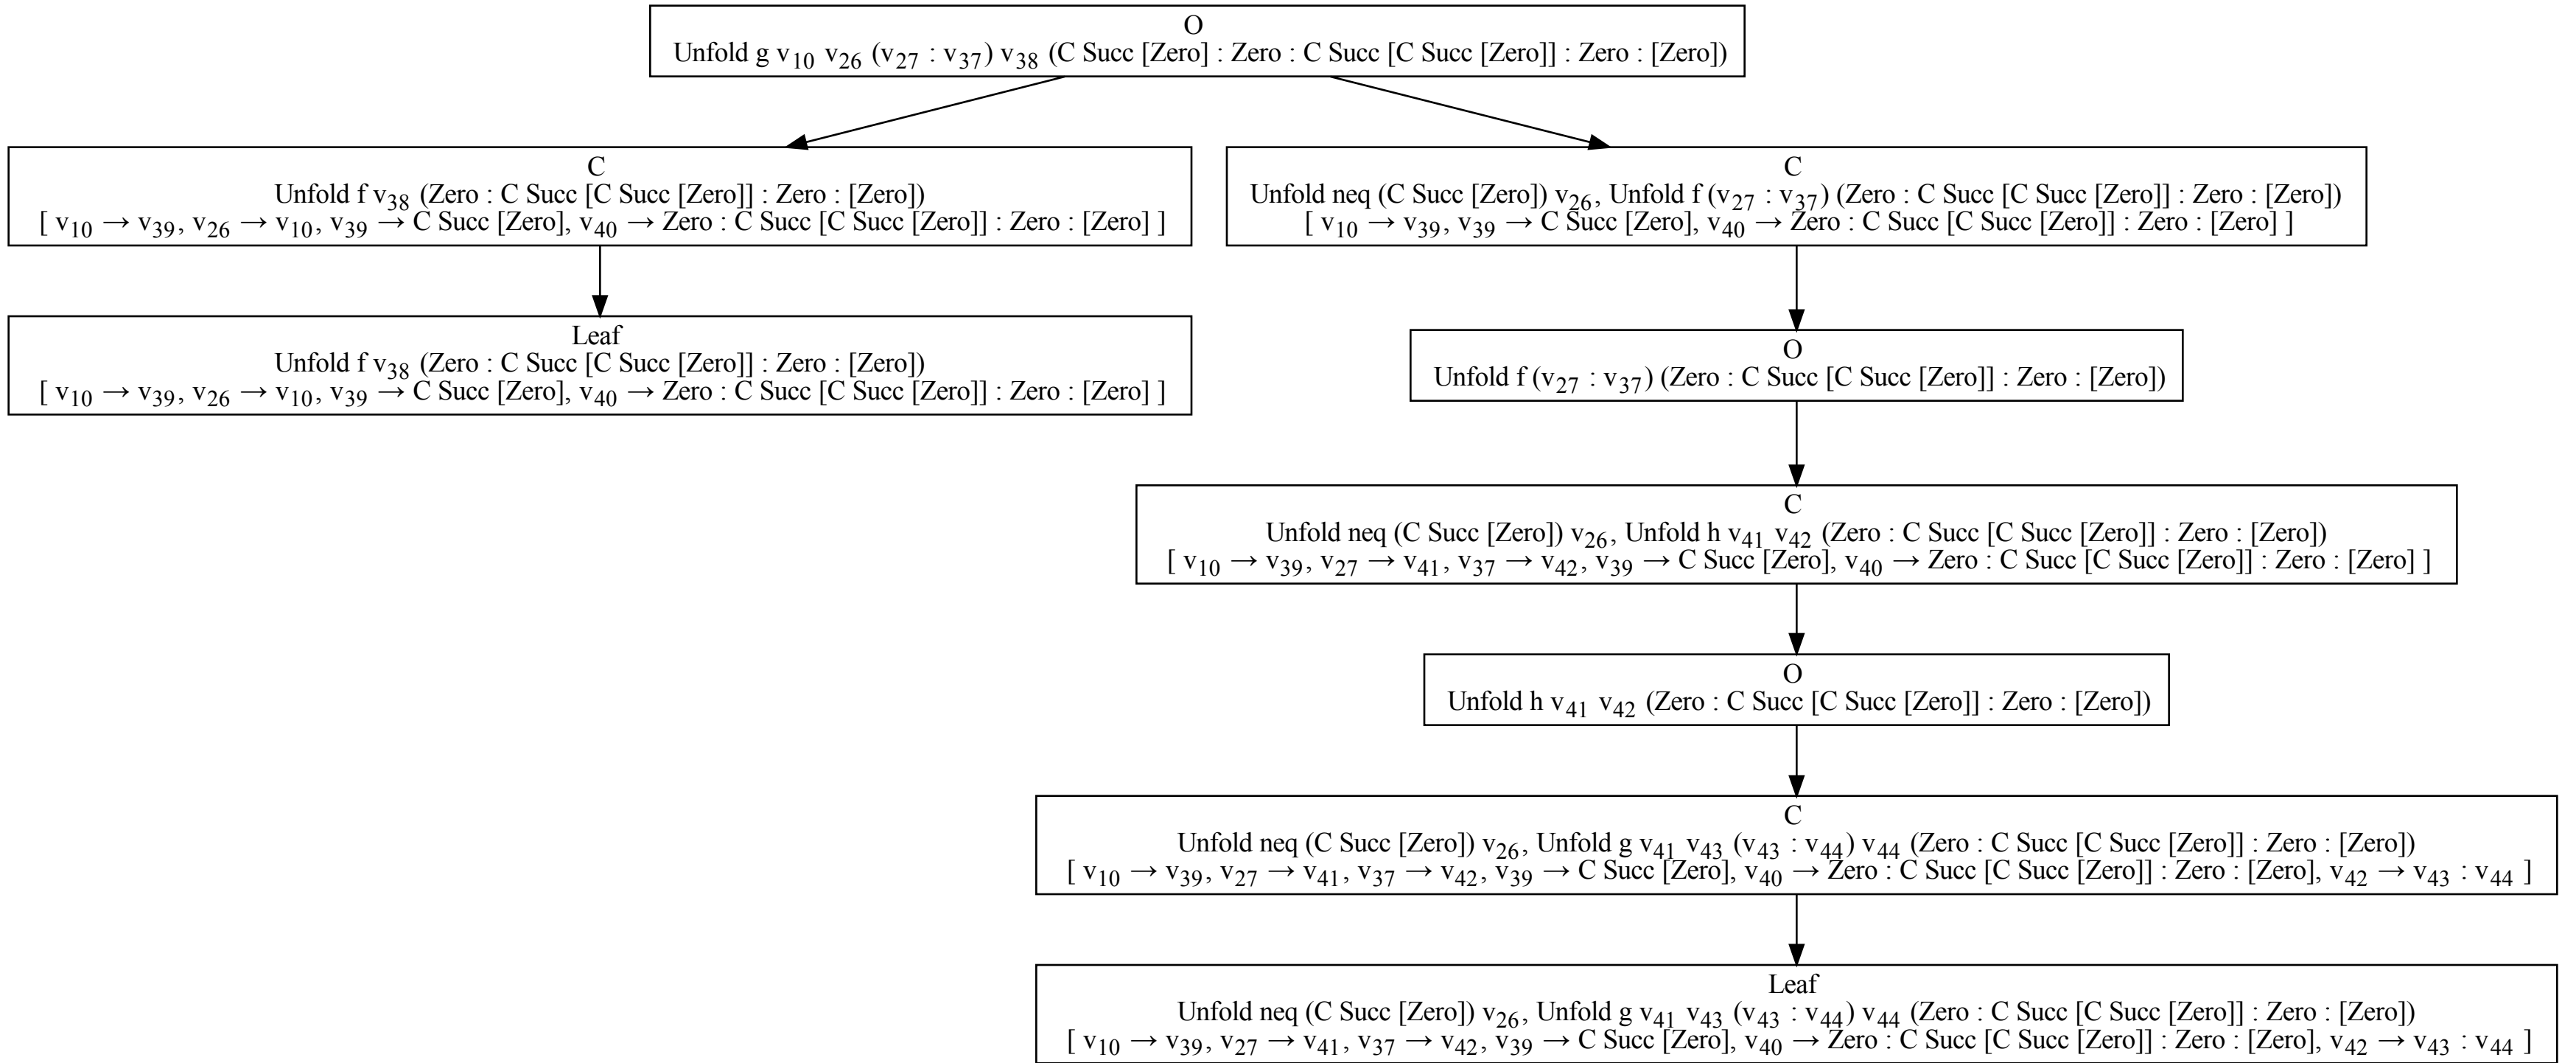 O
Unfold g v₁₀ v₂₆ (v₂₇ : v₃₇) v₃₈ (C Succ [Zero] : Zero : C Succ [C Succ [Zero]] : Zero : [Zero])
C
Unfold f v₃₈ (Zero : C Succ [C Succ [Zero]] : Zero : [Zero])
[ v₁₀ → v₃₉, v₂₆ → v₁₀, v₃₉ → C Succ [Zero], v₄₀ → Zero : C Succ [C Succ [Zero]] : Zero : [Zero] ]
C
Unfold neq (C Succ [Zero]) v₂₆, Unfold f (v₂₇ : v₃₇) (Zero : C Succ [C Succ [Zero]] : Zero : [Zero])
[ v₁₀ → v₃₉, v₃₉ → C Succ [Zero], v₄₀ → Zero : C Succ [C Succ [Zero]] : Zero : [Zero] ]
Leaf
Unfold f v₃₈ (Zero : C Succ [C Succ [Zero]] : Zero : [Zero])
[ v₁₀ → v₃₉, v₂₆ → v₁₀, v₃₉ → C Succ [Zero], v₄₀ → Zero : C Succ [C Succ [Zero]] : Zero : [Zero] ]
O
Unfold f (v₂₇ : v₃₇) (Zero : C Succ [C Succ [Zero]] : Zero : [Zero])
C
Unfold neq (C Succ [Zero]) v₂₆, Unfold h v₄₁ v₄₂ (Zero : C Succ [C Succ [Zero]] : Zero : [Zero])
[ v₁₀ → v₃₉, v₂₇ → v₄₁, v₃₇ → v₄₂, v₃₉ → C Succ [Zero], v₄₀ → Zero : C Succ [C Succ [Zero]] : Zero : [Zero] ]
O
Unfold h v₄₁ v₄₂ (Zero : C Succ [C Succ [Zero]] : Zero : [Zero])
C
Unfold neq (C Succ [Zero]) v₂₆, Unfold g v₄₁ v₄₃ (v₄₃ : v₄₄) v₄₄ (Zero : C Succ [C Succ [Zero]] : Zero : [Zero])
[ v₁₀ → v₃₉, v₂₇ → v₄₁, v₃₇ → v₄₂, v₃₉ → C Succ [Zero], v₄₀ → Zero : C Succ [C Succ [Zero]] : Zero : [Zero], v₄₂ → v₄₃ : v₄₄ ]
Leaf
Unfold neq (C Succ [Zero]) v₂₆, Unfold g v₄₁ v₄₃ (v₄₃ : v₄₄) v₄₄ (Zero : C Succ [C Succ [Zero]] : Zero : [Zero])
[ v₁₀ → v₃₉, v₂₇ → v₄₁, v₃₇ → v₄₂, v₃₉ → C Succ [Zero], v₄₀ → Zero : C Succ [C Succ [Zero]] : Zero : [Zero], v₄₂ → v₄₃ : v₄₄ ]